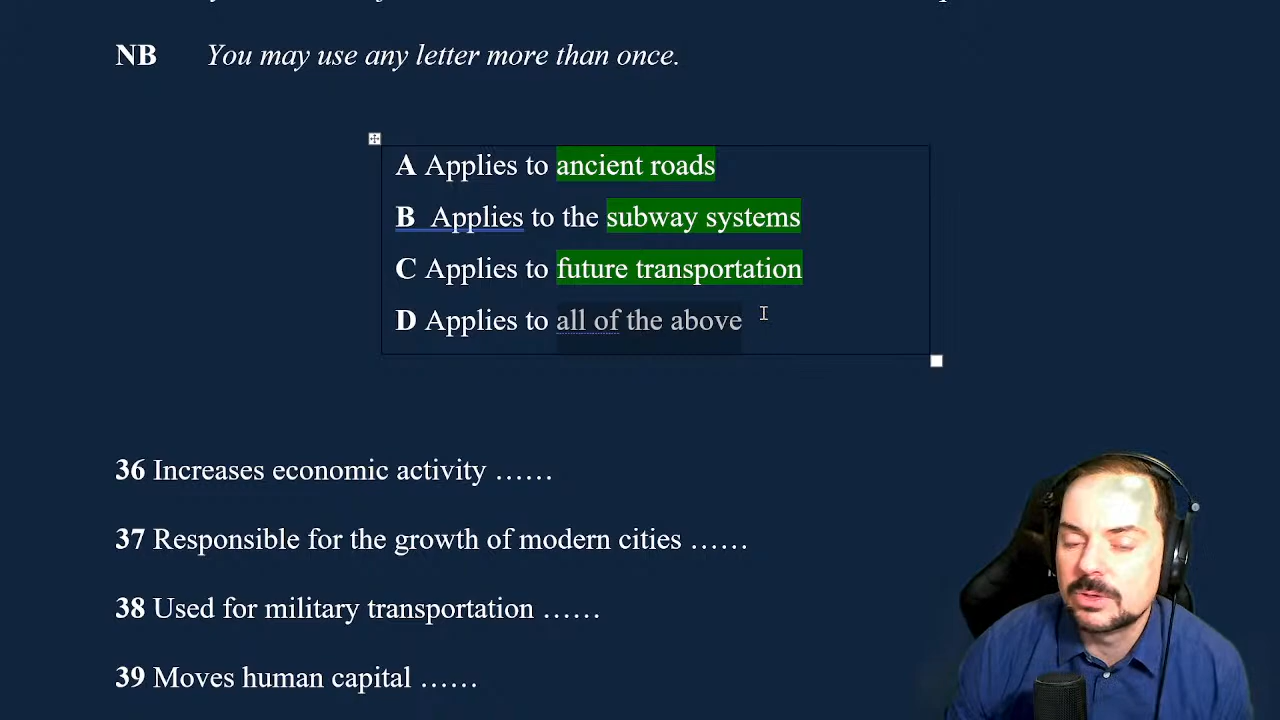 NB You may use any letter more than once.
A Applies to ancient roads
B Applies to the subway systems
C Applies to future transportation
D Applies to all of the above
36 Increases economic activity ……
37 Responsible for the growth of modern cities ……
38 Used for military transportation ……
39 Moves human capital ……